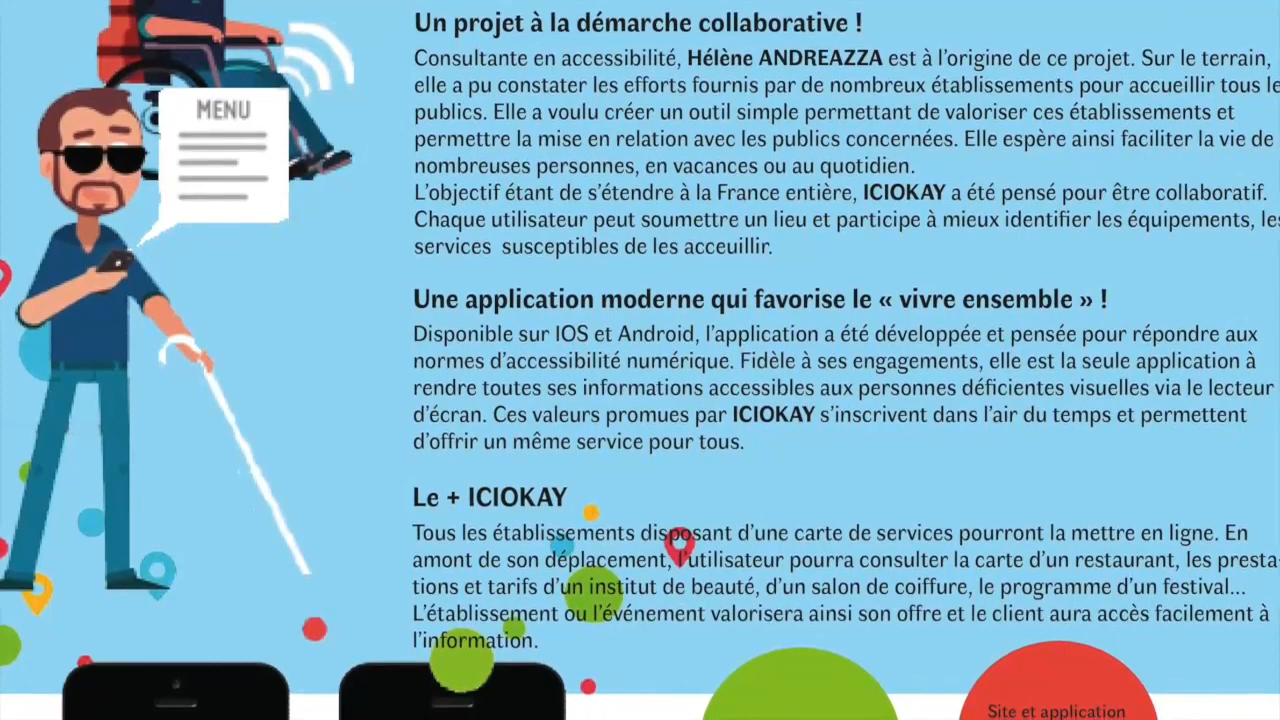 MENU
Un projet à la démarche collaborative !
Consultante en accessibilité, Hélène ANDREAZZA est à l'origine de ce projet. Sur le terrain,
elle a pu constater les efforts fournis par de nombreux établissements pour accueillir tous le
publics. Elle a voulu créer un outil simple permettant de valoriser ces établissements et
permettre la mise en relation avec les publics concernées. Elle espère ainsi faciliter la vie de
nombreuses personnes, en vacances ou au quotidien.
L'objectif étant de s'étendre à la France entière, ICIOKAY a été pensé pour être collaboratif.
Chaque utilisateur peut soumettre un lieu et participe à mieux identifier les équipements, les
services susceptibles de les acceuillir.
Une application moderne qui favorise le « vivre ensemble » !
Disponible sur IOS et Android, l'application a été développée et pensée pour répondre aux
normes d'accessibilité numérique. Fidèle à ses engagements, elle est la seule application à
rendre toutes ses informations accessibles aux personnes déficientes visuelles via le lecteur
d'écran. Ces valeurs promues par ICIOKAY s'inscrivent dans l'air du temps et permettent
d'offrir un même service pour tous.
Le + ICIOKAY
Tous les établissements disposant d'une carte de services pourront la mettre en ligne. En
amont de son déplacement, l'utilisateur pourra consulter la carte d'un restaurant, les presta-
tions et tarifs d'un institut de beauté, d'un salon de coiffure, le programme d'un festival...
L'établissement ou l'événement valorisera ainsi son offre et le client aura accès facilement à
l'information.
Site et application